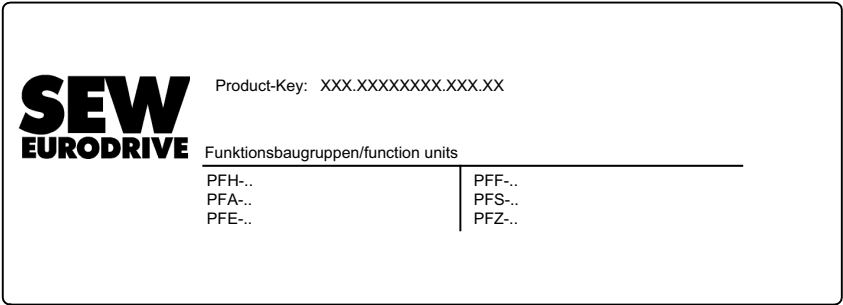 SEW
EURODRIVE
Product-Key: XXX.XXXXXXXX.XXX.XX
Funktionsbaugruppen/function units
PFH-.. PFF-..
PFA-.. PFS-..
PFE-.. PFZ-..